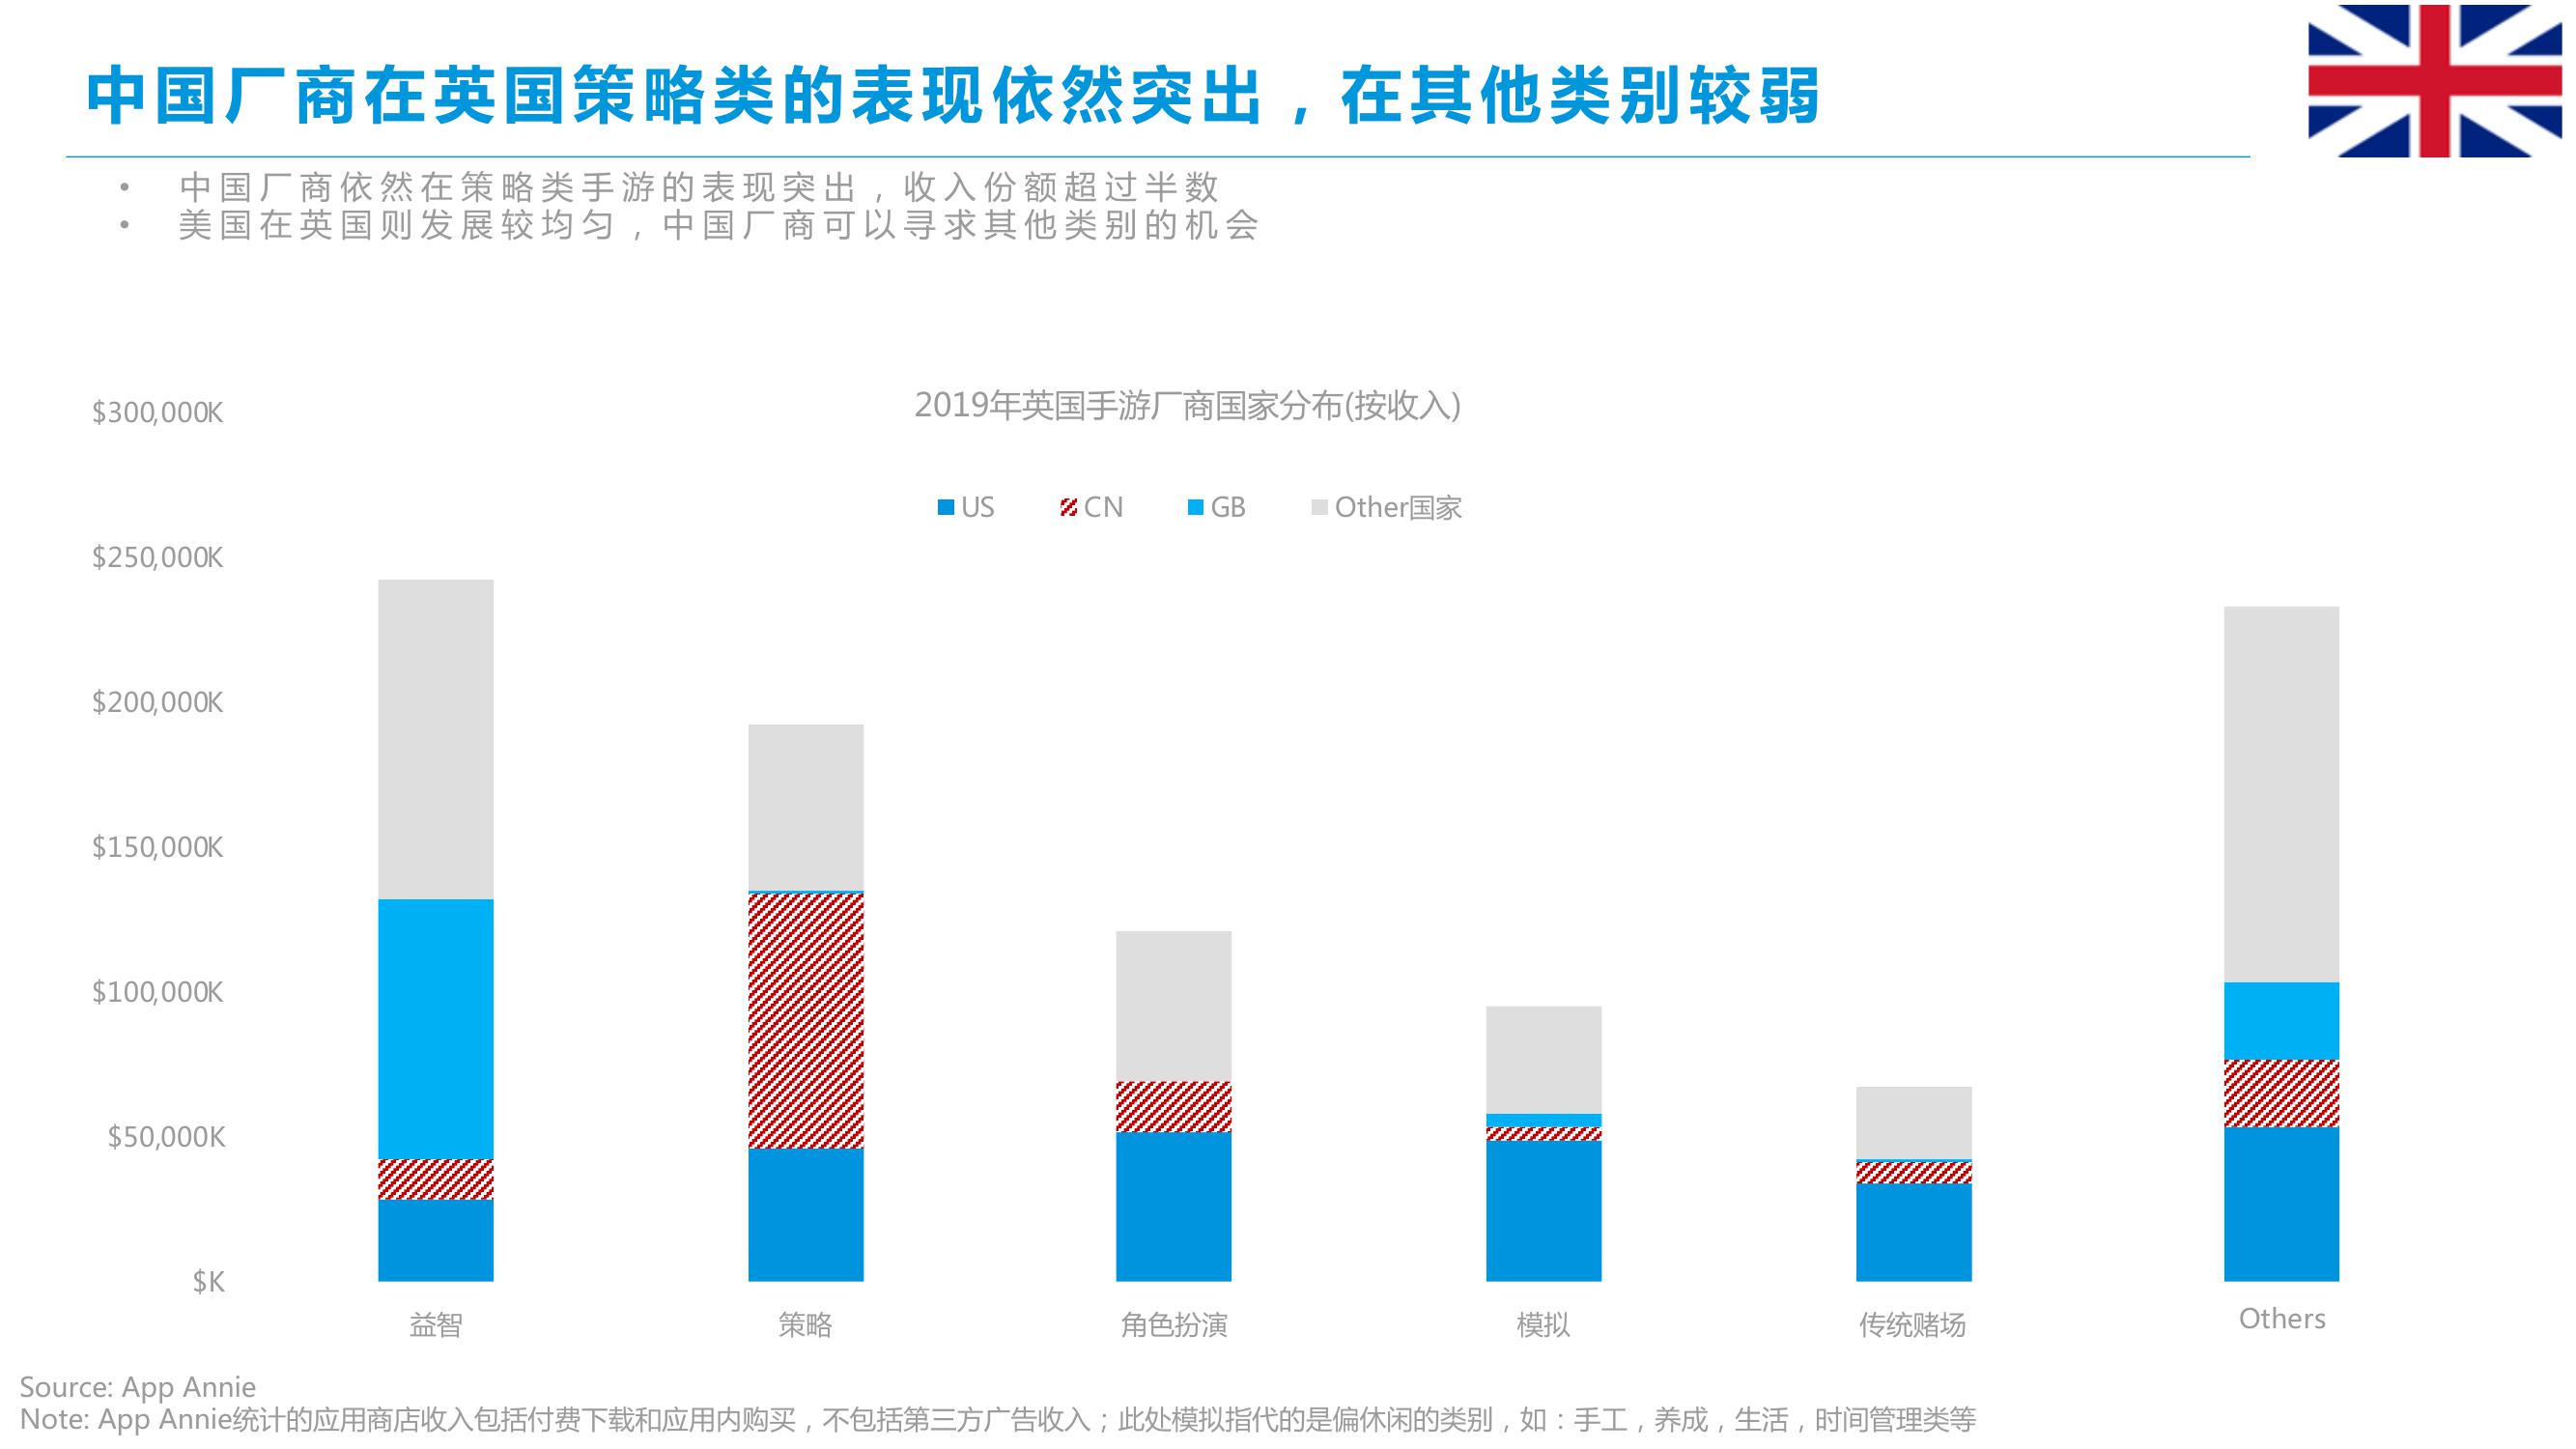 中国厂商在英国策略类的表现依然突出，在其他类别较弱
• 中国厂商依然在策略类手游的表现突出，收入份额超过半数
• 美国在英国则发展较均匀，中国厂商可以寻求其他类别的机会
2019年英国手游厂商国家分布(按收入)
US CN GB Other国家
$300,000K
$250,000K
$200,000K
$150,000K
$100,000K
$50,000K
$K
益智 策略 角色扮演 模拟 传统赌场 Others
Source: App Annie
Note: App Annie统计的应用商店收入包括付费下载和应用内购买，不包括第三方广告收入；此处模拟指代的是偏休闲的类别，如：手工，养成，生活，时间管理类等